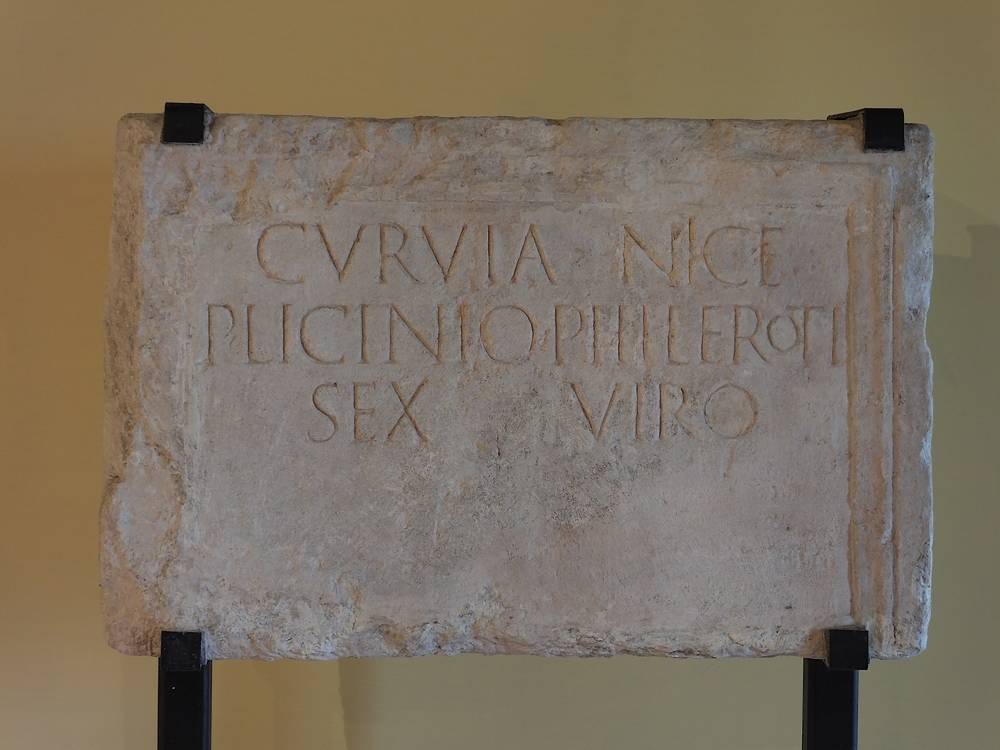 CVRVIA NICE
P LICINIO PHILEROTI
SEX VIRO